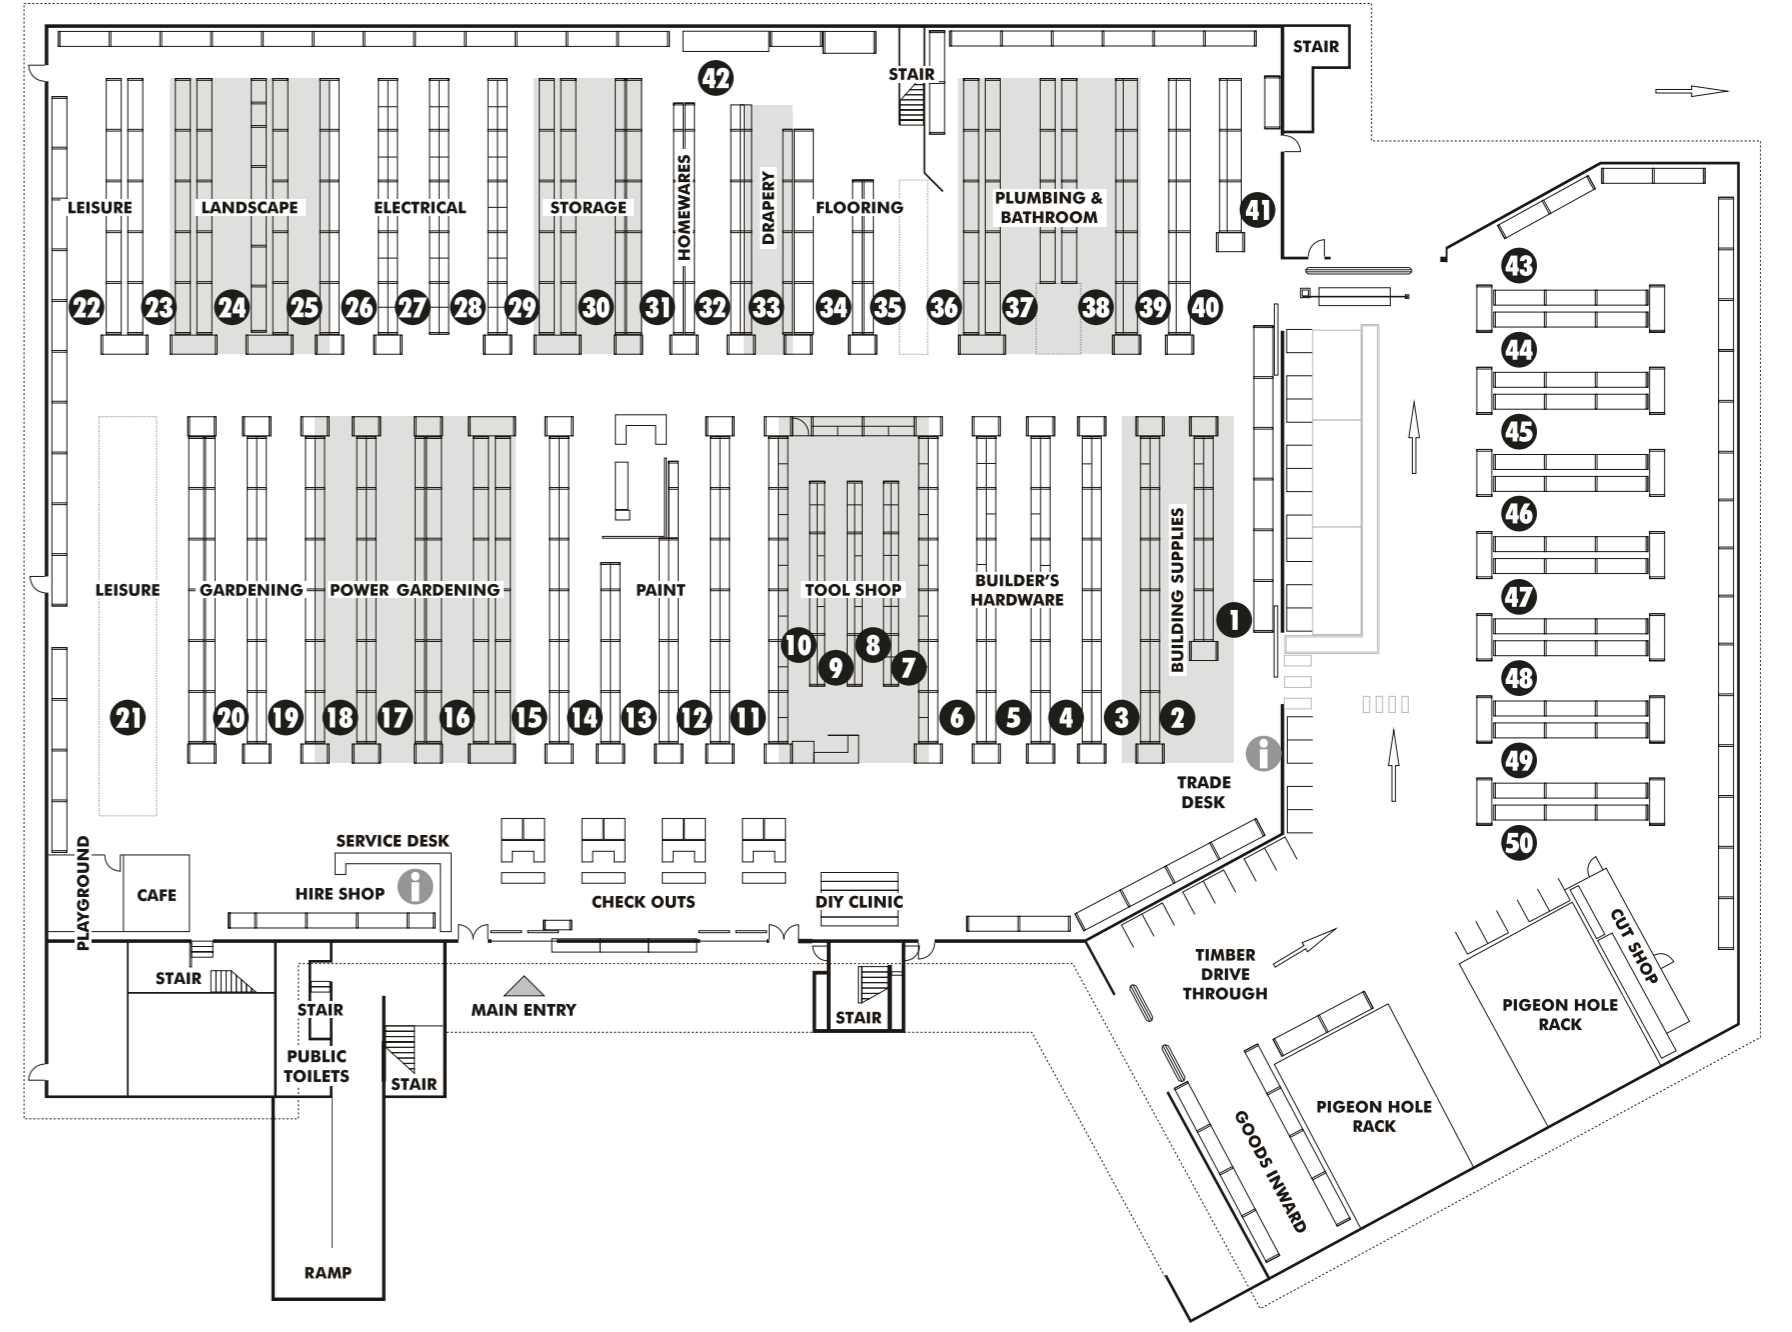 STAIR
STAIR
42
LEISURE
LANDSCAPE
ELECTRICAL
STORAGE
HOMEWARES
DRAPERY
FLOORING
PLUMBING &
BATHROOM
41
22
23
24
25
26
27
28
29
30
31
32
33
34
35
36
37
38
39
40
43
44
45
46
47
48
49
50
LEISURE
GARDENING
POWER GARDENING
PAINT
TOOL SHOP
BUILDER'S
HARDWARE
BUILDING SUPPLIES
1
10
9
8
7
21
20
19
18
17
16
15
14
13
12
11
6
5
4
3
2
i
TRADE
DESK
PLAYGROUND
CAFE
SERVICE DESK
HIRE SHOP
i
CHECK OUTS
DIY CLINIC
STAIR
STAIR
PUBLIC
TOILETS
STAIR
MAIN ENTRY
STAIR
RAMP
TIMBER
DRIVE
THROUGH
CUT SHOP
PIGEON HOLE
RACK
PIGEON HOLE
RACK
GOODS INWARD